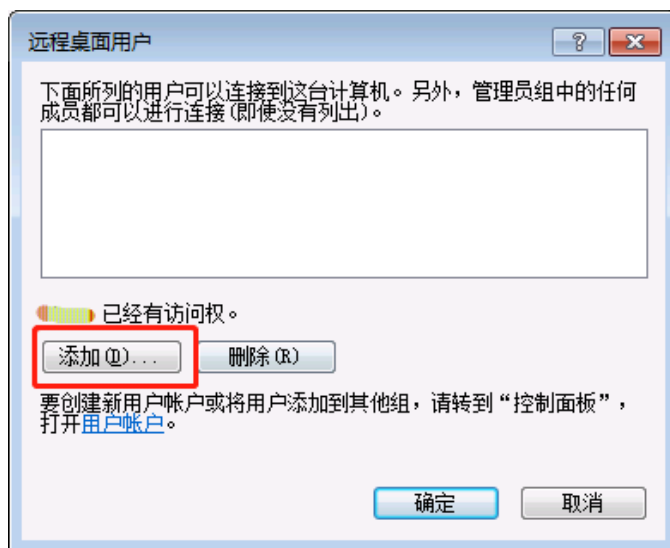 远程桌面用户
?
下面所列的用户可以连接到这台计算机。另外，管理员组中的任何
成员都可以进行连接(即使没有列出)。
已经有访问权。
添加(D)...
删除(R)
要创建新用户帐户或将用户添加到其他组，请转到“控制面板”，
打开用户帐户。
确定
取消